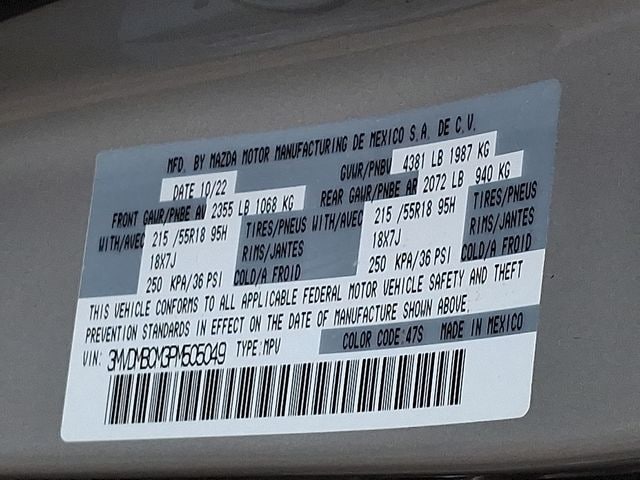 MFD. BY MAZDA MOTOR MANUFACTURING DE MEXICO S.A. DE C.V.
DATE 10/22 GVWR/PNBV 4381 LB 1987 KG
FRONT GAWR/PNBE AV 2355 LB 1068 KG REAR GAWR/PNBE AR 2072 LB 940 KG
WITH/AVEC 215 /55R18 95H TIRES/PNEUS WITH/AVEC 215 /55R18 95H TIRES/PNEUS
18X7J RIMS/JANTES 18X7J RIMS/JANTES
250 KPA/36 PSI COLD/A FROID 250 KPA/36 PSI COLD/A FROID
THIS VEHICLE CONFORMS TO ALL APPLICABLE FEDERAL MOTOR VEHICLE SAFETY AND THEFT
PREVENTION STANDARDS IN EFFECT ON THE DATE OF MANUFACTURE SHOWN ABOVE.
VIN: 3MVDMBCM3PM505049 TYPE: MPV COLOR CODE: 47S MADE IN MEXICO